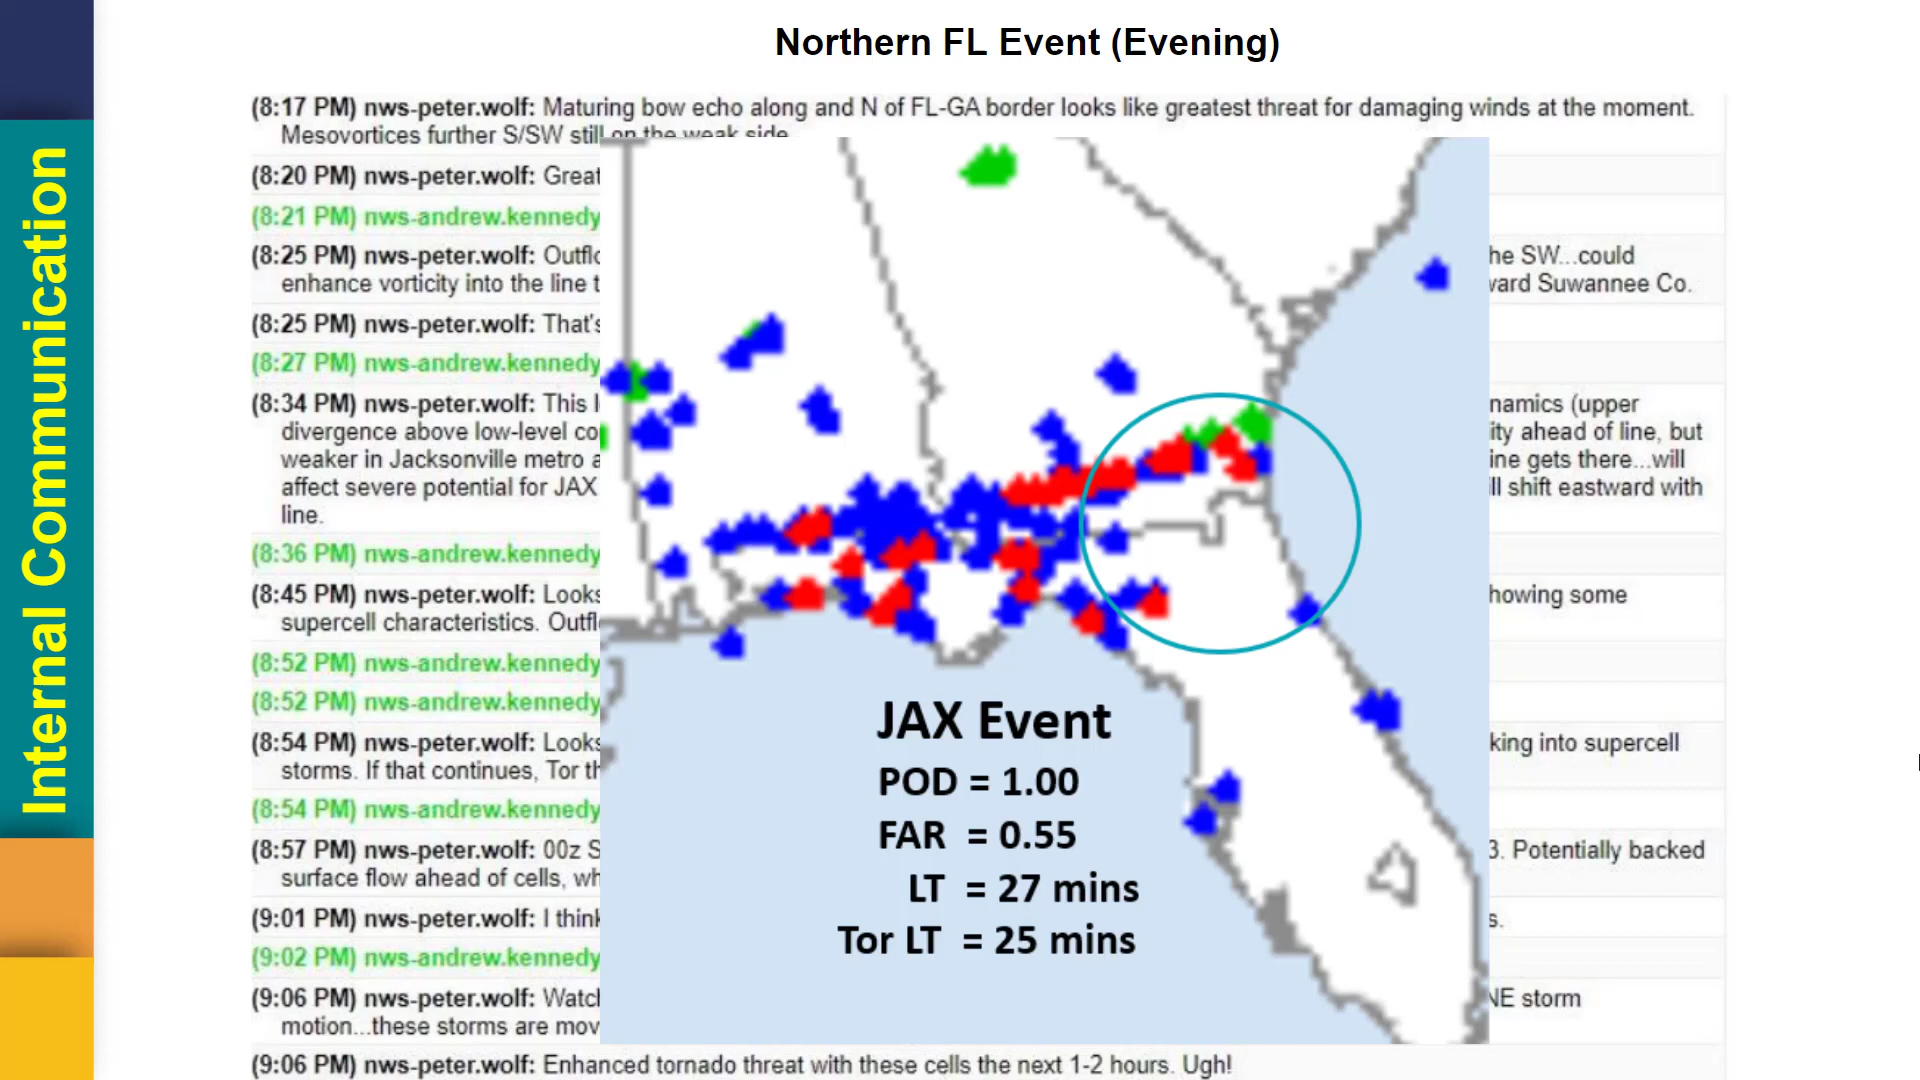 Northern FL Event (Evening)
Internal Communication
(8:17 PM) nws-peter.wolf: Maturing bow echo along and N of FL-GA border looks like greatest threat for damaging winds at the moment.
Mesovortices further S/SW still on the weak side
(8:20 PM) nws-peter.wolf: Great
(8:21 PM) nws-andrew.kennedy
(8:25 PM) nws-peter.wolf: he SW...could
enhance vorticity into the line t ward Suwannee Co.
(8:25 PM) nws-peter.wolf: That's
(8:27 PM) nws-andrew.kennedy
(8:34 PM) nws-peter.wolf: This l namics (upper
divergence above low-level co ity ahead of line, but
weaker in Jacksonville metro a ine gets there...will
affect severe potential for JAX ll shift eastward with
line.
(8:36 PM) nws-andrew.kennedy
(8:45 PM) nws-peter.wolf: Looks howing some
supercell characteristics. Outfl
(8:52 PM) nws-andrew.kennedy
(8:52 PM) nws-andrew.kennedy
(8:54 PM) nws-peter.wolf: Looks king into supercell
storms. If that continues, Tor th
(8:54 PM) nws-andrew.kennedy
(8:57 PM) nws-peter.wolf: 00z S 3. Potentially backed
surface flow ahead of cells, wh
(9:01 PM) nws-peter.wolf: I think s.
(9:02 PM) nws-andrew.kennedy
(9:06 PM) nws-peter.wolf: Watch NE storm
motion...these storms are mov
(9:06 PM) nws-peter.wolf: Enhanced tornado threat with these cells the next 1-2 hours. Ugh!
JAX Event
POD = 1.00
FAR = 0.55
LT = 27 mins
Tor LT = 25 mins